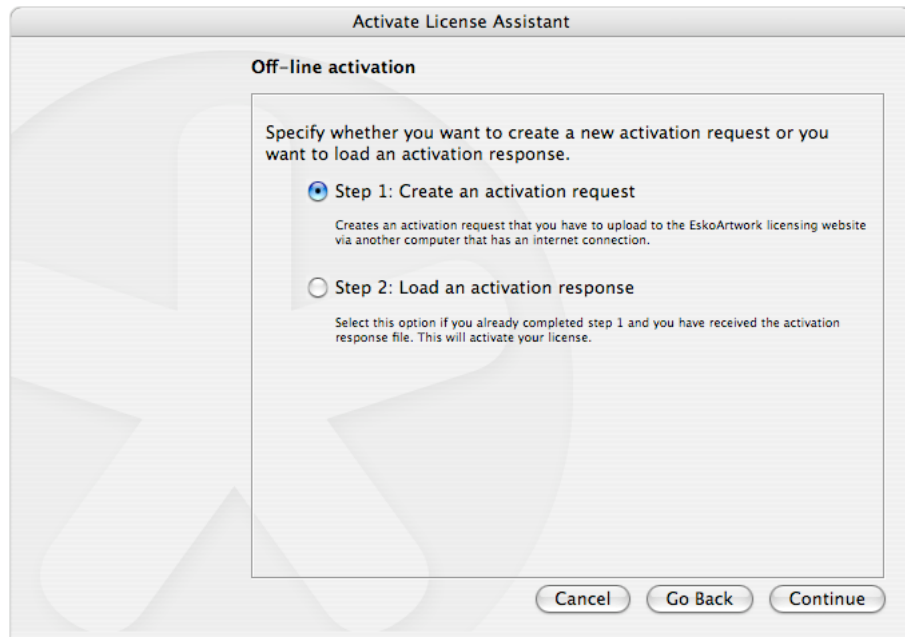 Activate License Assistant
Off-line activation
Specify whether you want to create a new activation request or you
want to load an activation response.
Step 1: Create an activation request
Creates an activation request that you have to upload to the EskoArtwork licensing website
via another computer that has an internet connection.
Step 2: Load an activation response
Select this option if you already completed step 1 and you have received the activation
response file. This will activate your license.
Cancel Go Back Continue